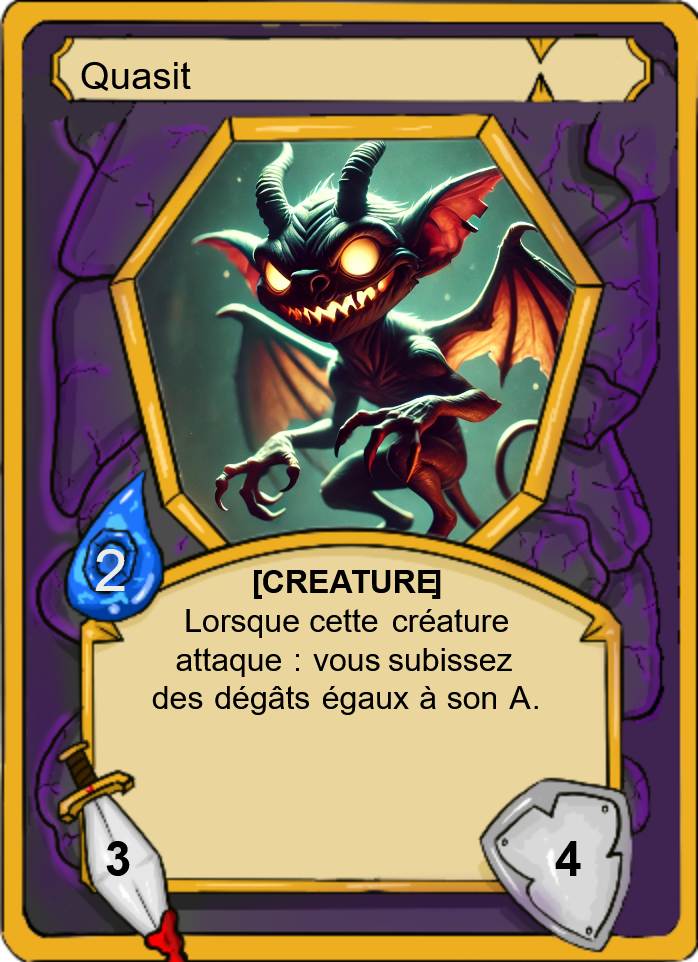 Quasit
2
[CREATURE]
Lorsque cette créature
attaque : vous subissez
des dégâts égaux à son A.
3
4